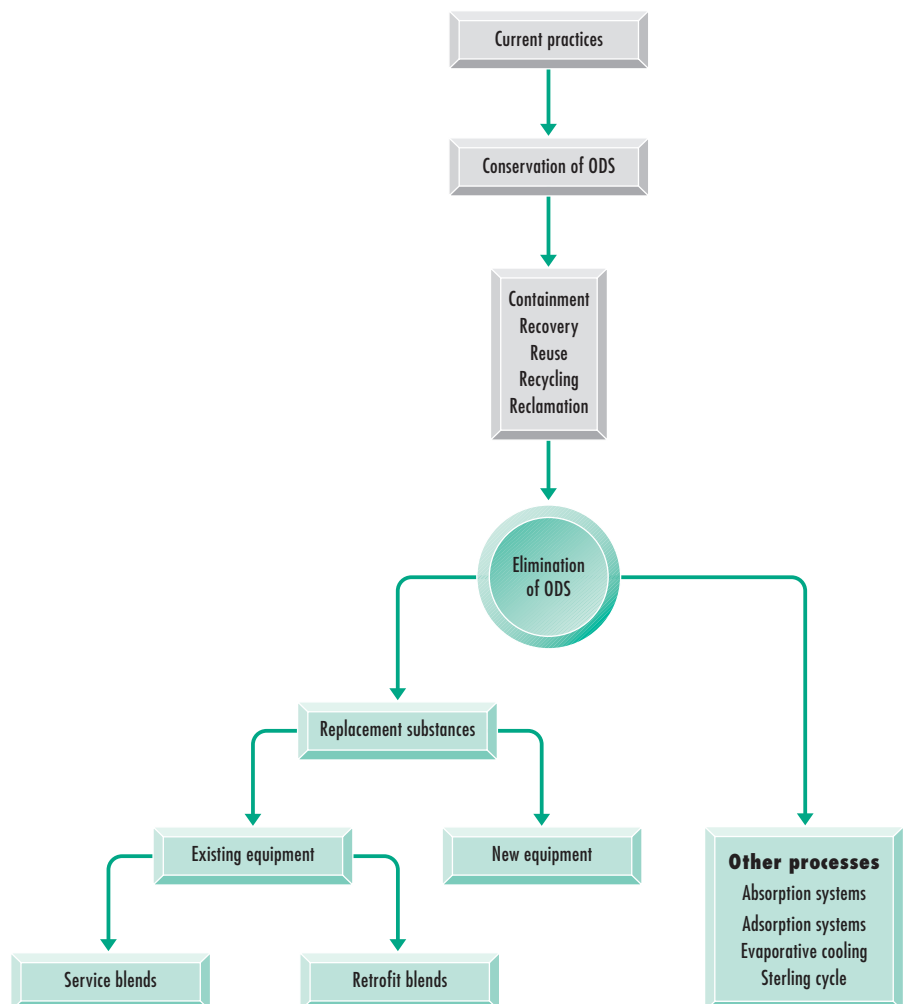 Current practices
Conservation of ODS
Containment
Recovery
Reuse
Recycling
Reclamation
Elimination
of ODS
Replacement substances
Existing equipment
New equipment
Other processes
Absorption systems
Adsorption systems
Evaporative cooling
Sterling cycle
Service blends
Retrofit blends